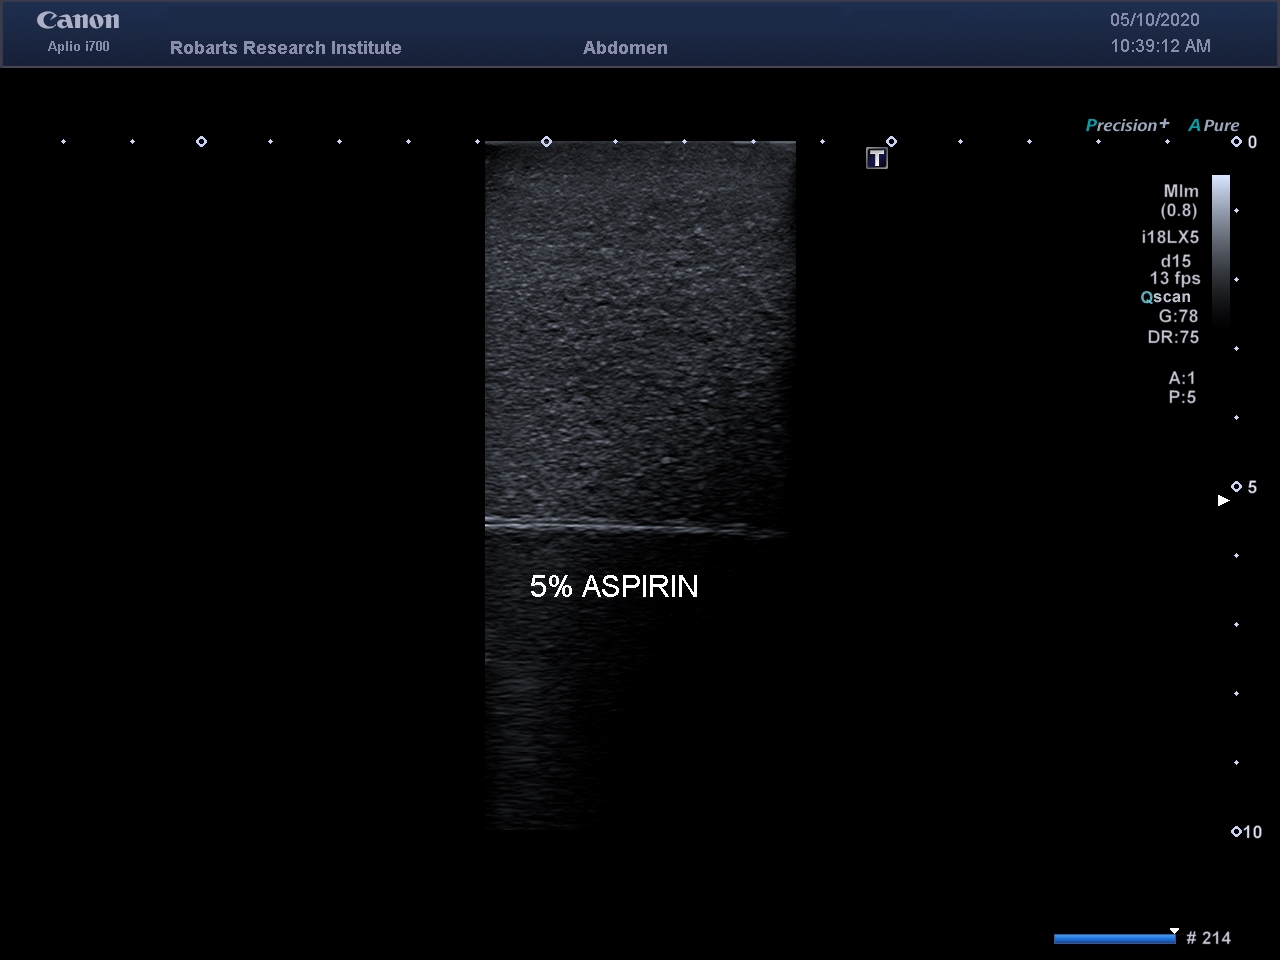 Canon
Aplio i700
Robarts Research Institute
Abdomen
05/10/2020
10:39:12 AM
Precision+ APure
T
0
MIm
(0.8)
i18LX5
d15
13 fps
Qscan
G:78
DR:75
A:1
P:5
5
5% ASPIRIN
10
# 214